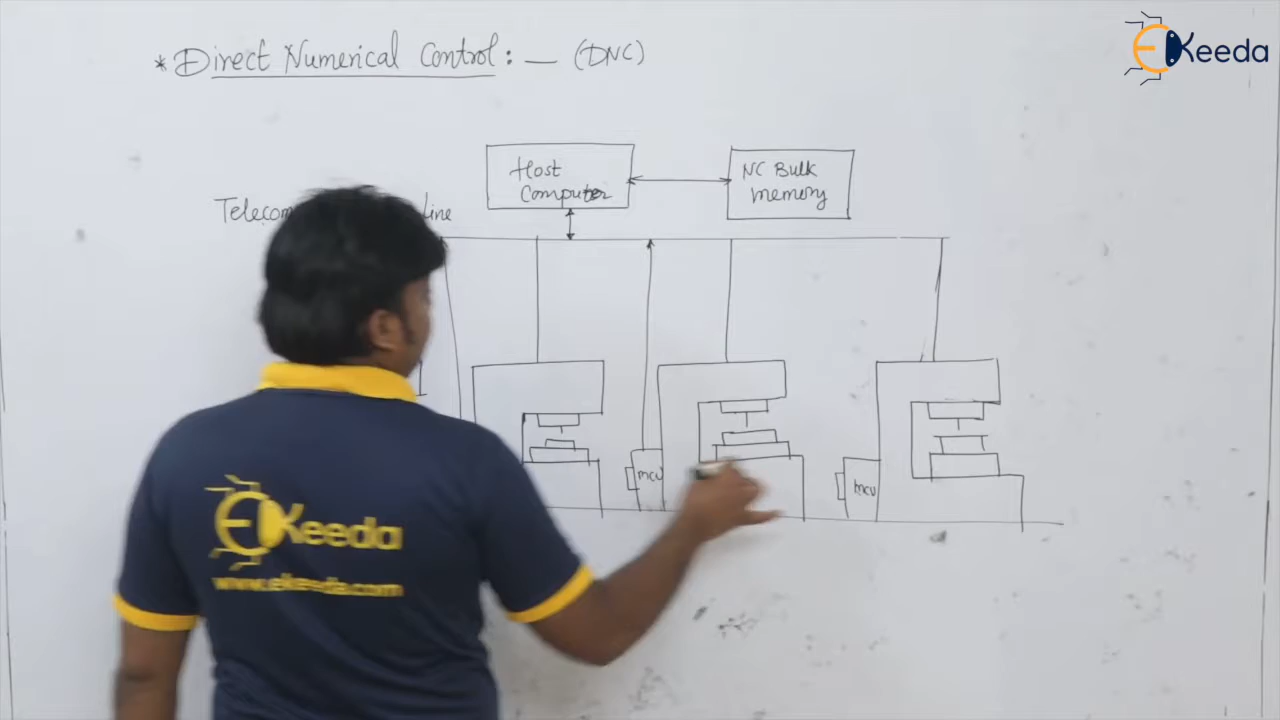 * Direct Numerical Control : — (DNC)
EKeeda
Host
Computer
NC Bulk
memory
line
mcu
mcu
EKeeda
www.ekeeda.com